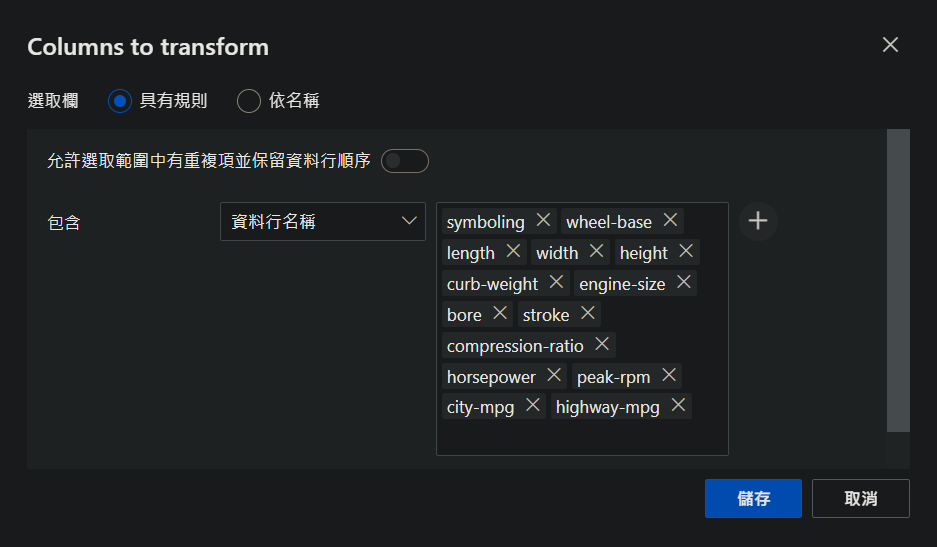 Columns to transform
選取欄 具有規則 依名稱
允許選取範圍中有重複項並保留資料行順序
包含 資料行名稱 symboling wheel-base
length width height
curb-weight engine-size
bore stroke
compression-ratio
horsepower peak-rpm
city-mpg highway-mpg
儲存 取消